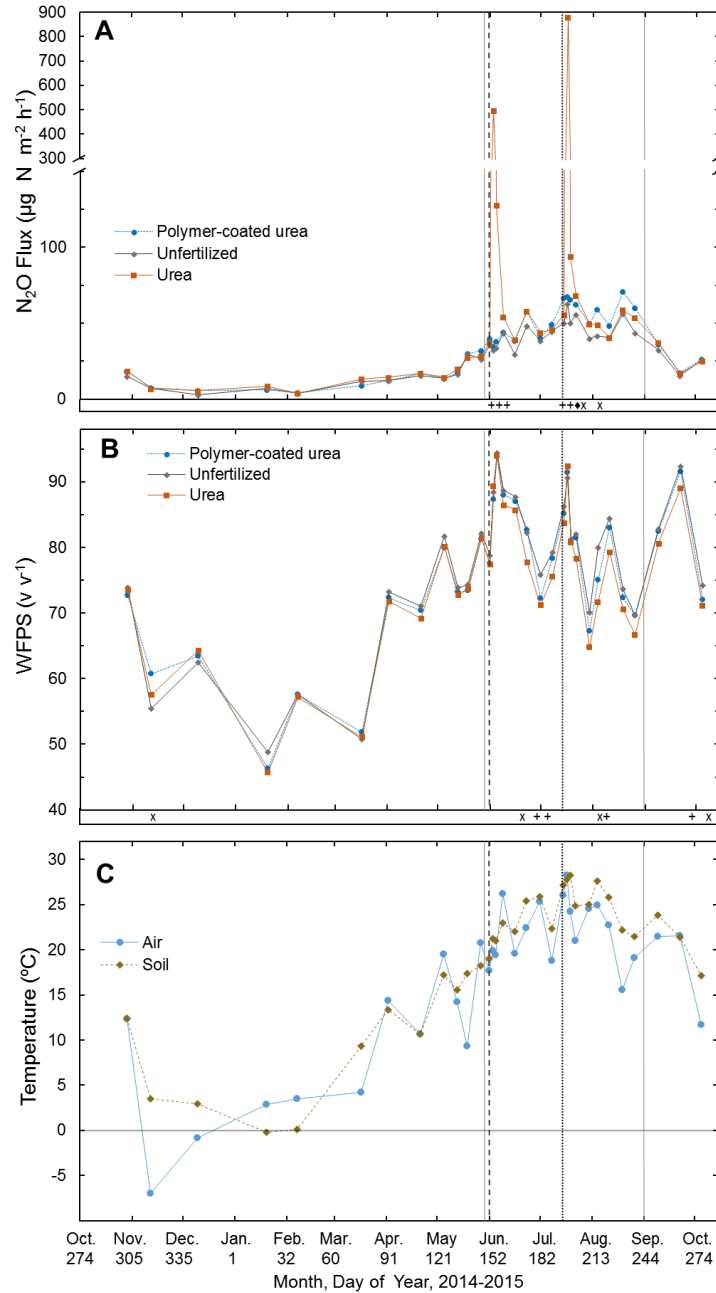 A
900
800
700
600
500
400
300
100
0
N₂O Flux (µg N m⁻² h⁻¹)
Polymer-coated urea
Unfertilized
Urea
+++ ++♦x x
B
90
80
70
60
50
40
WFPS (v v⁻¹)
Polymer-coated urea
Unfertilized
Urea
x x ++ x+ + x
C
30
25
20
15
10
5
0
-5
Temperature (ºC)
Air
Soil
Oct. Nov. Dec. Jan. Feb. Mar. Apr. May Jun. Jul. Aug. Sep. Oct.
274 305 335 1 32 60 91 121 152 182 213 244 274
Month, Day of Year, 2014-2015